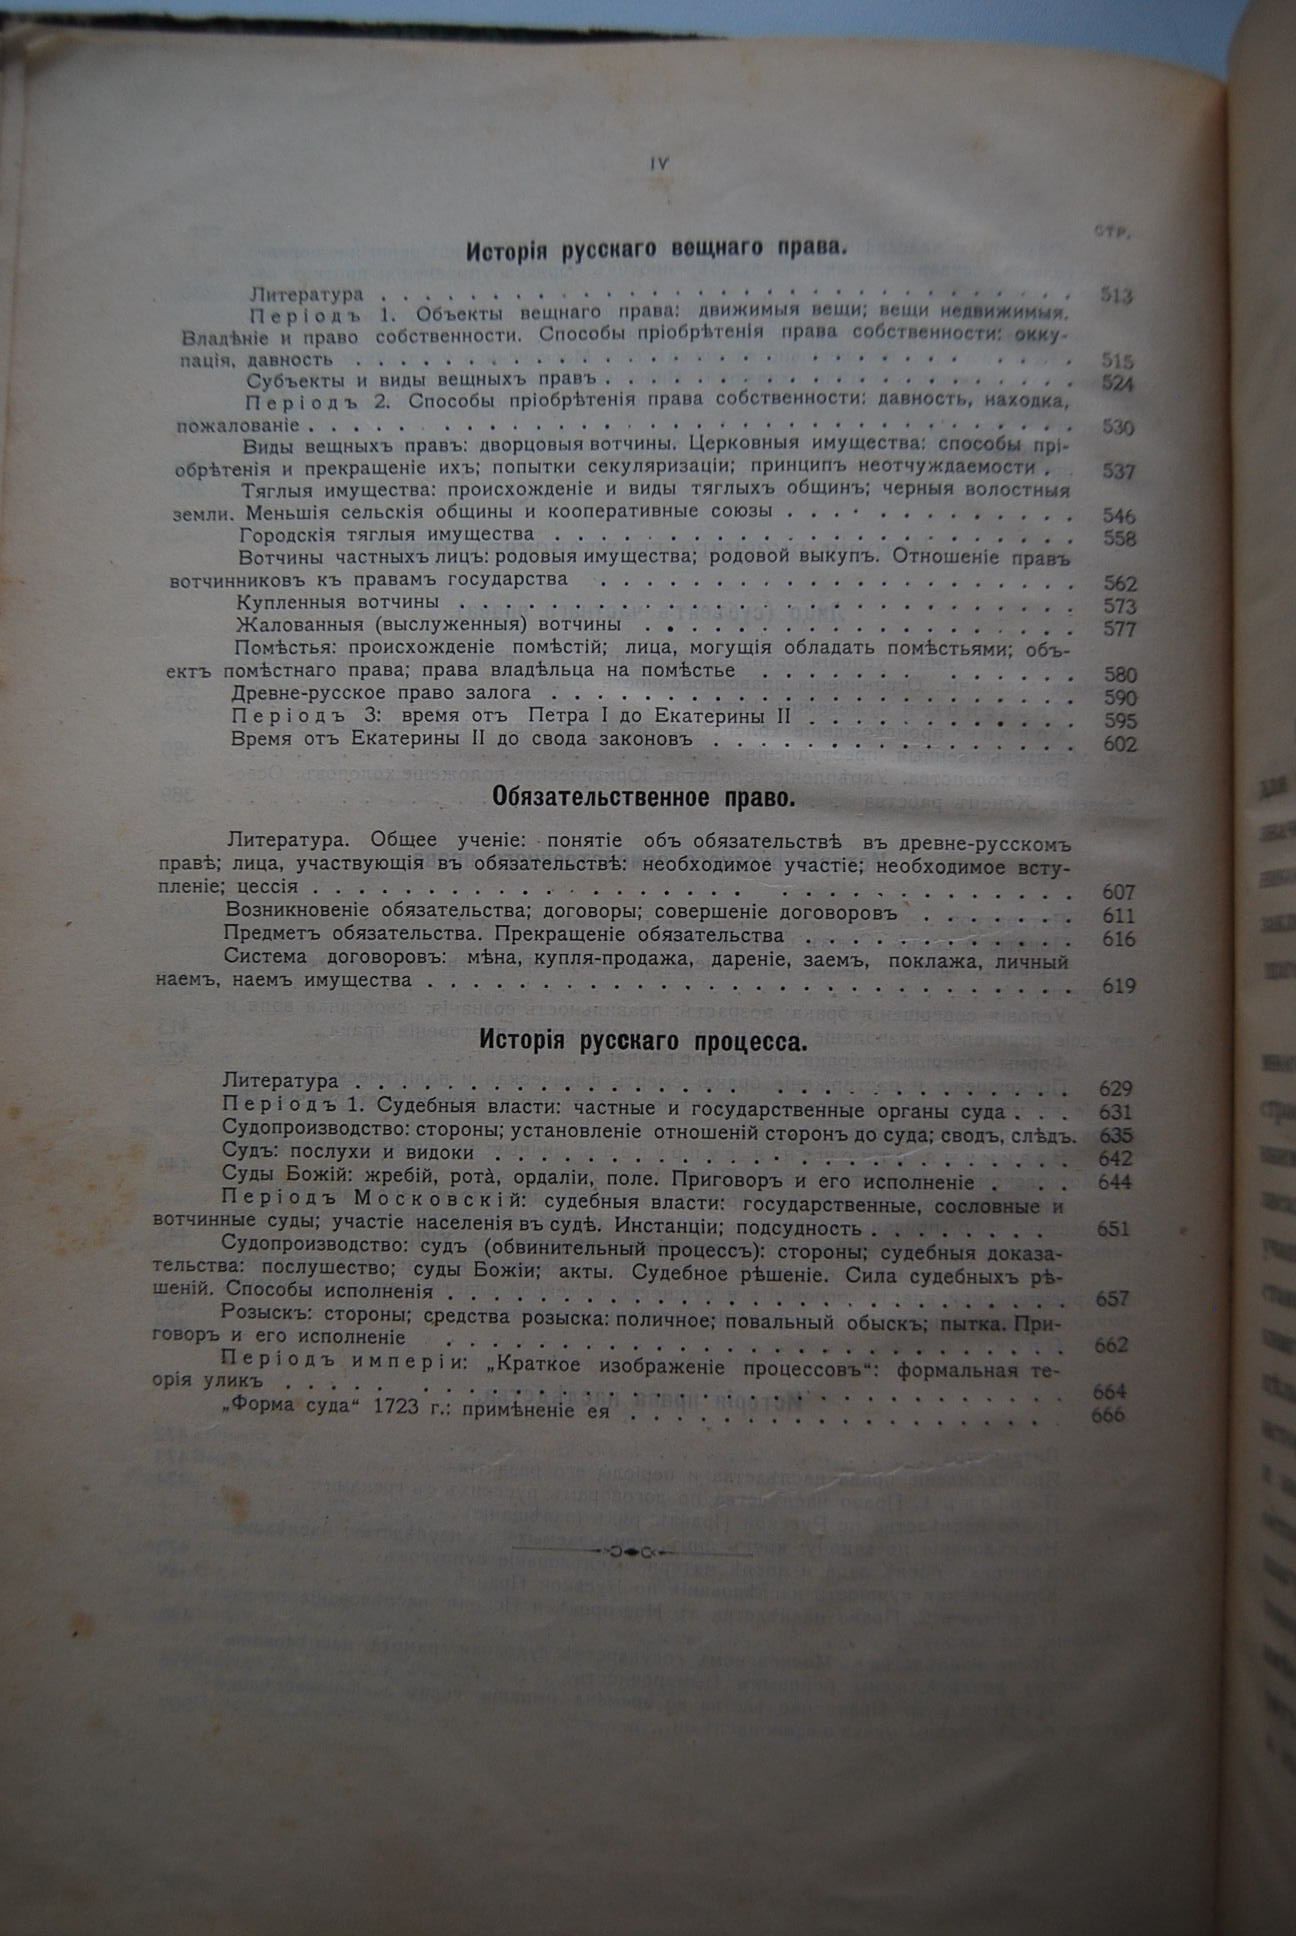 IV
СТР.
Исторія русскаго вещнаго права.
Литература . . . . . . . . . . . . . . . . . . . . . . . 513
Періодъ 1. Объекты вещнаго права: движимыя вещи; вещи недвижимыя.
Владѣніе и право собственности. Способы пріобрѣтенія права собственности: окку-
пація, давность . . . . . . . . . . . . . . . . . . . . . . 515
Субъекты и виды вещныхъ правъ . . . . . . . . . . . . . . . 524
Періодъ 2. Способы пріобрѣтенія права собственности: давность, находка,
пожалованіе . . . . . . . . . . . . . . . . . . . . . . . . 530
Виды вещныхъ правъ: дворцовыя вотчины. Церковныя имущества: способы прі-
обрѣтенія и прекращеніе ихъ; попытки секуляризаціи; принципъ неотчуждаемости . 537
Тяглыя имущества: происхожденіе и виды тяглыхъ общинъ; черныя волостныя
земли. Меньшія сельскія общины и кооперативные союзы . . . . . . . . . . 546
Городскія тяглыя имущества . . . . . . . . . . . . . . . . . 558
Вотчины частныхъ лицъ: родовыя имущества; родовой выкупъ. Отношеніе правъ
вотчинниковъ къ правамъ государства . . . . . . . . . . . . . . . 562
Купленныя вотчины . . . . . . . . . . . . . . . . . . . . 573
Жалованныя (выслуженныя) вотчины . . . . . . . . . . . . . . 577
Помѣстья: происхожденіе помѣстій; лица, могущія обладать помѣстьями; объ-
ектъ помѣстнаго права; права владѣльца на помѣстье . . . . . . . . . . . 580
Древне-русское право залога . . . . . . . . . . . . . . . . . 590
Періодъ 3: время отъ Петра I до Екатерины II . . . . . . . . . . . . 595
Время отъ Екатерины II до свода законовъ . . . . . . . . . . . . 602
Обязательственное право.
Литература. Общее ученіе: понятіе объ обязательствѣ въ древне-русскомъ
правѣ; лица, участвующія въ обязательствѣ: необходимое участіе; необходимое всту-
пленіе; цессія . . . . . . . . . . . . . . . . . . . . . . . 607
Возникновеніе обязательства; договоры; совершеніе договоровъ . . . . . . . 611
Предметъ обязательства. Прекращеніе обязательства . . . . . . . . . . . 616
Система договоровъ: мѣна, купля-продажа, дареніе, заемъ, поклажа, личный
наемъ, наемъ имущества . . . . . . . . . . . . . . . . . . . . 619
Исторія русскаго процесса.
Литература . . . . . . . . . . . . . . . . . . . . . . . 629
Періодъ 1. Судебныя власти: частные и государственные органы суда . . . 631
Судопроизводство: стороны; установленіе отношеній сторонъ до суда; сводъ, слѣдъ. 635
Судъ: послухи и видоки . . . . . . . . . . . . . . . . . . . 642
Суды Божій: жребій, рота̀, ордаліи, поле. Приговоръ и его исполненіе . . . 644
Періодъ Московскій: судебныя власти: государственные, сословные и
вотчинные суды; участіе населенія въ судѣ. Инстанціи; подсудность . . . . . . . . 651
Судопроизводство: судъ (обвинительный процессъ): стороны; судебныя доказа-
тельства: послушество; суды Божіи; акты. Судебное рѣшеніе. Сила судебныхъ рѣ-
шеній. Способы исполненія . . . . . . . . . . . . . . . . . . . 657
Розыскъ: стороны; средства розыска: поличное; повальный обыскъ; пытка. При-
говоръ и его исполненіе . . . . . . . . . . . . . . . . . . . . 662
Періодъ имперіи: „Краткое изображеніе процессовъ“: формальная те-
орія уликъ . . . . . . . . . . . . . . . . . . . . . . . . 664
„Форма суда“ 1723 г.: примѣненіе ея . . . . . . . . . . . . . . 666